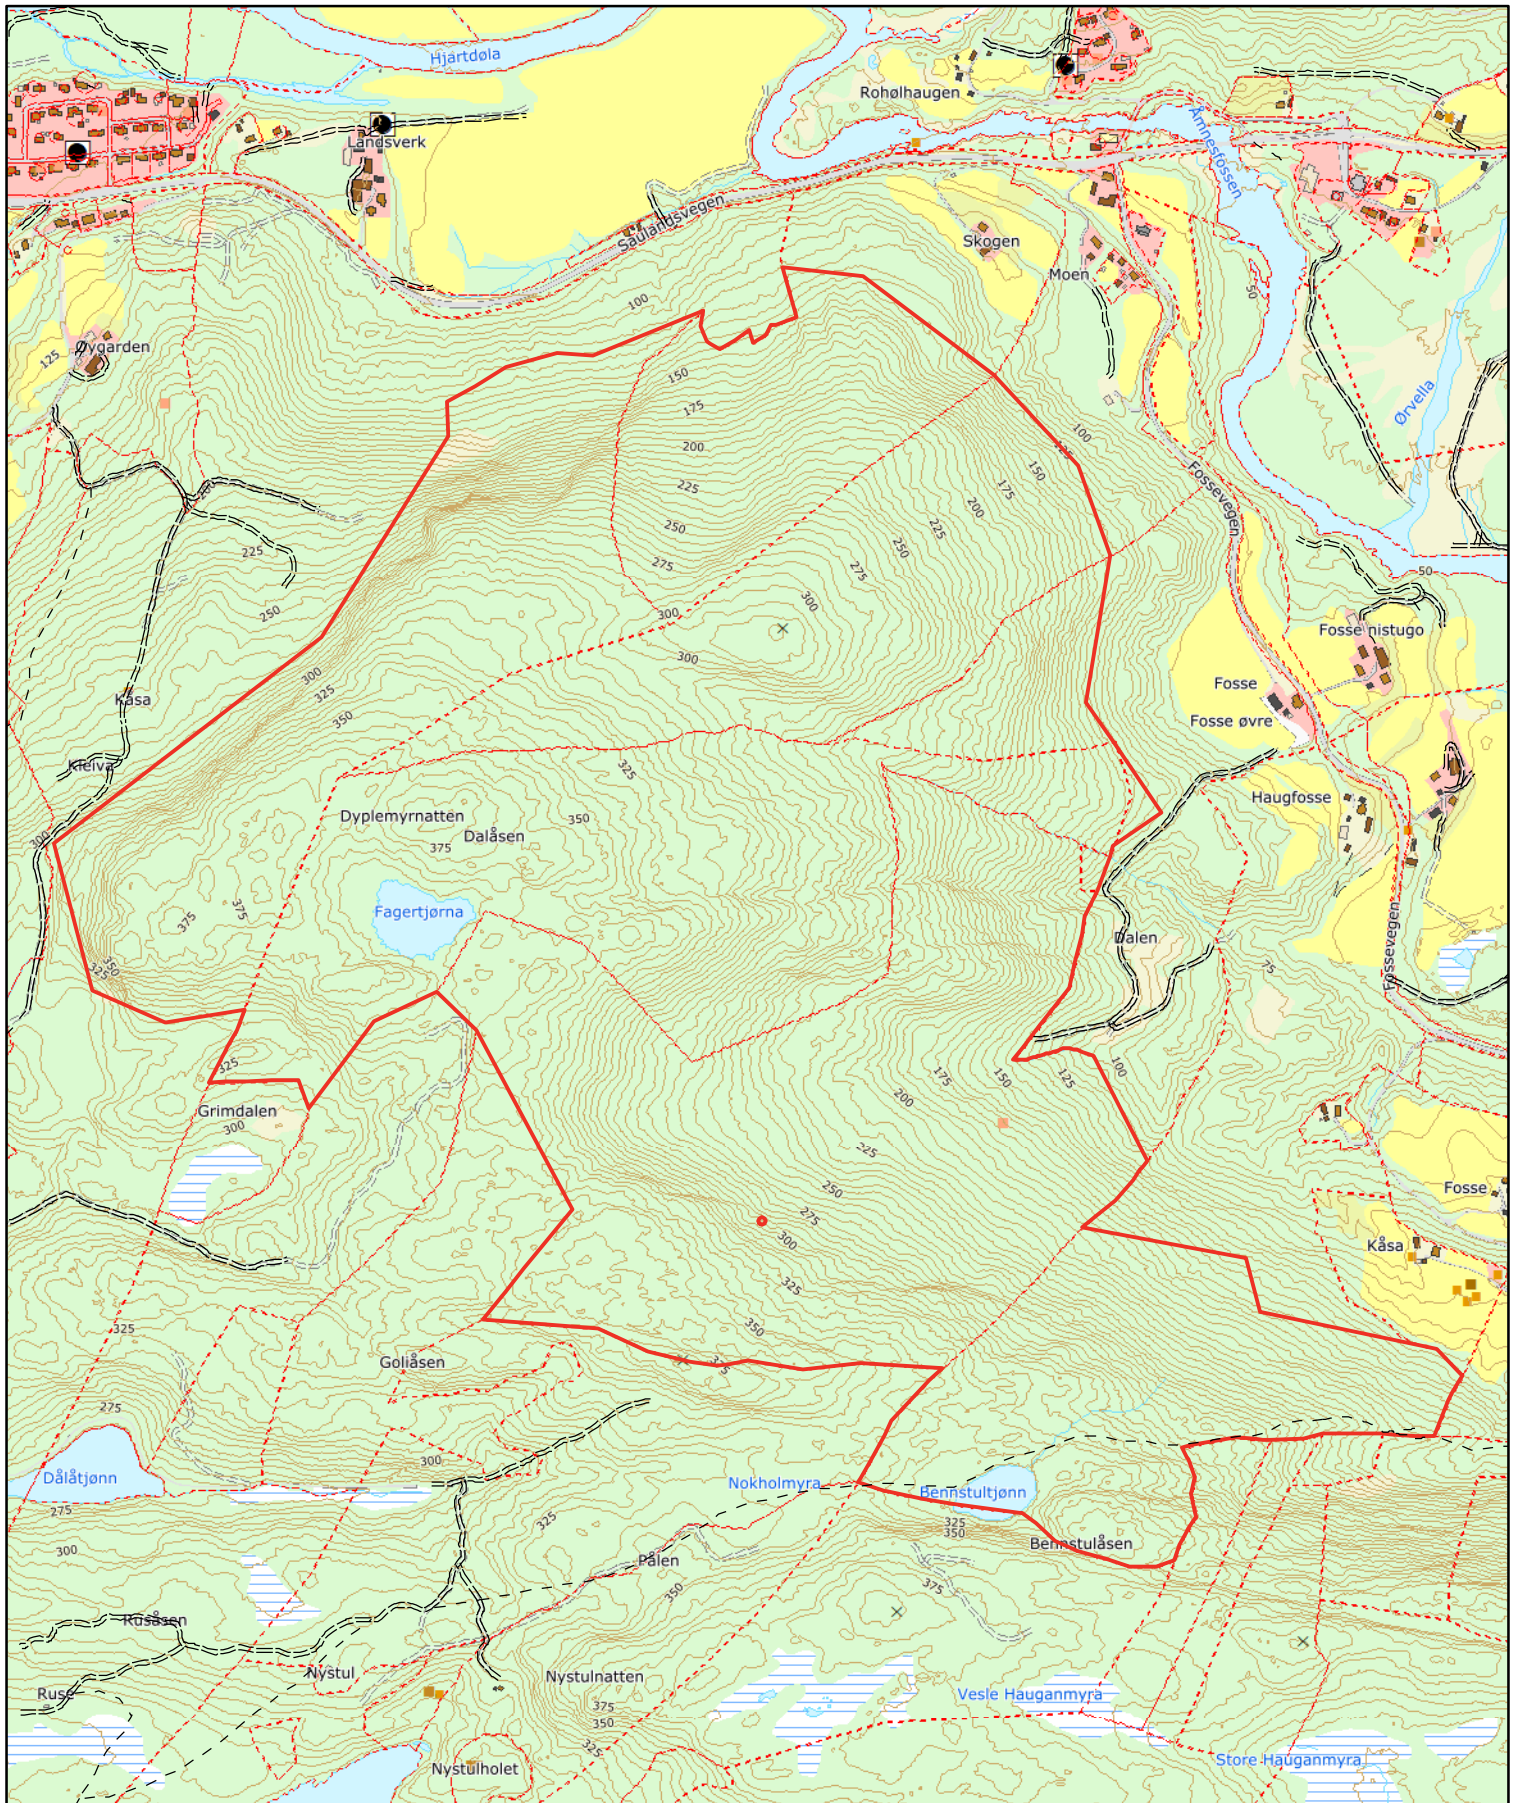 Hjartdøla
Rohølhaugen
Landsverk
Åmnesfossen
Saulandsvegen
Skogen
Moen
50
100
Øygarden
125
150
175
200
225
250
275
300
100
125
150
175
200
225
250
275
300
300
Ørvella
Fossevegen
50
200
225
250
300
325
350
Kåsa
Kleiva
300
Fosse nistugo
Fosse
Fosse øvre
Haugfosse
325
Dyplemyrnatten
Dalåsen
350
375
375
375
Fagertjørna
350
325
Dalen
75
Fossevegen
325
Grimdalen
300
100
125
150
175
200
225
250
275
300
325
350
375
Fosse
Kåsa
325
Goliåsen
275
300
Dålåtjønn
275
300
Nokholmyra
Bennstultjønn
325
350
Bennstulåsen
325
Pålen
350
375
Rusåsen
Nystul
Ruse
Nystulnatten
375
350
325
Vesle Hauganmyra
Store Hauganmyra
Nystulholet